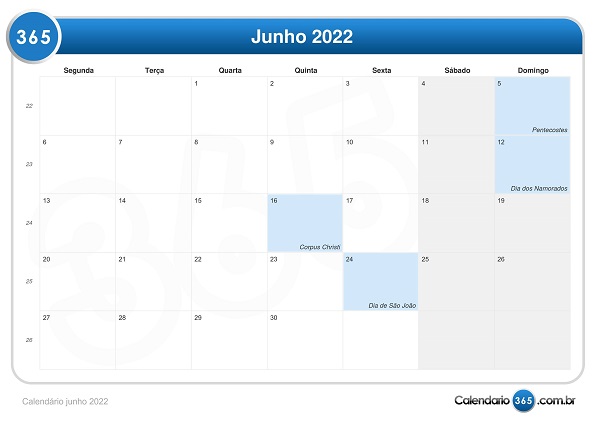 365
Junho 2022
Segunda Terça Quarta Quinta Sexta Sábado Domingo
22 1 2 3 4 5
Pentecostes
23 6 7 8 9 10 11 12
Dia dos Namorados
24 13 14 15 16 17 18 19
Corpus Christi
25 20 21 22 23 24 25 26
Dia de São João
26 27 28 29 30
365
Calendário junho 2022
Calendario 365 .com.br